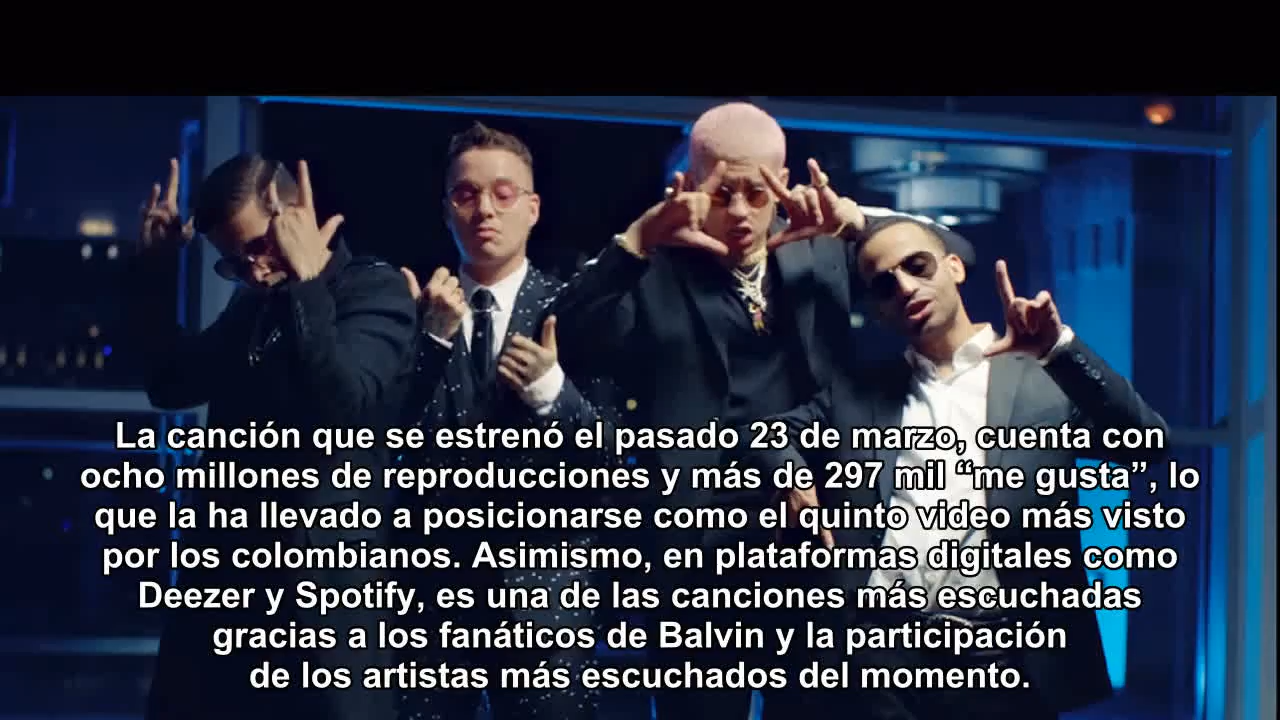 La canción que se estrenó el pasado 23 de marzo, cuenta con
ocho millones de reproducciones y más de 297 mil “me gusta”, lo
que la ha llevado a posicionarse como el quinto video más visto
por los colombianos. Asimismo, en plataformas digitales como
Deezer y Spotify, es una de las canciones más escuchadas
gracias a los fanáticos de Balvin y la participación
de los artistas más escuchados del momento.